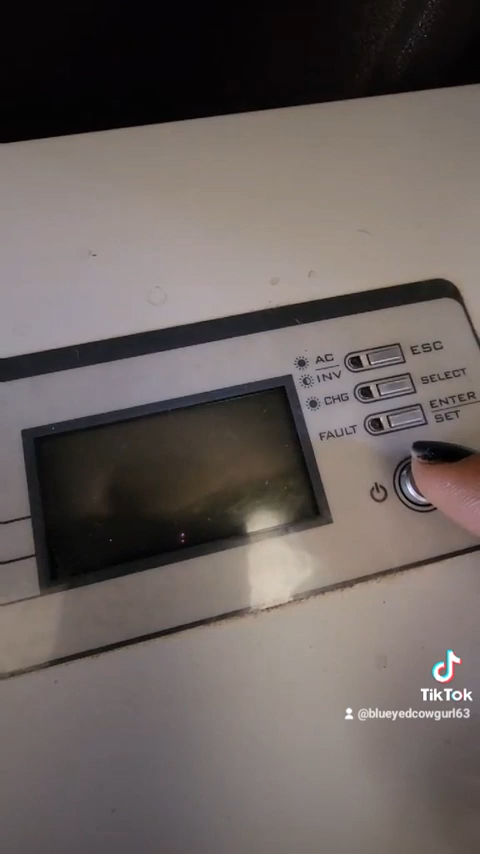 AC
INV
CHG
FAULT
ESC
SELECT
ENTER
SET
TikTok
@blueyedcowgurl63